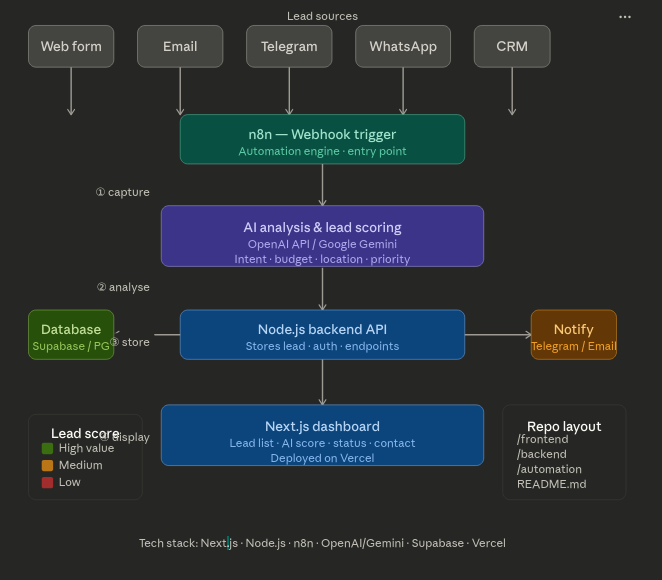 Lead sources
Web form
Email
Telegram
WhatsApp
CRM
n8n — Webhook trigger
Automation engine · entry point
① capture
AI analysis & lead scoring
OpenAI API / Google Gemini
Intent · budget · location · priority
② analyse
Database
Supabase / PG
③ store
Node.js backend API
Stores lead · auth · endpoints
Notify
Telegram / Email
Next.js dashboard
Lead list · AI score · status · contact
Deployed on Vercel
Lead score
display
High value
Medium
Low
Repo layout
/frontend
/backend
/automation
README.md
Tech stack: Next.js · Node.js · n8n · OpenAI/Gemini · Supabase · Vercel